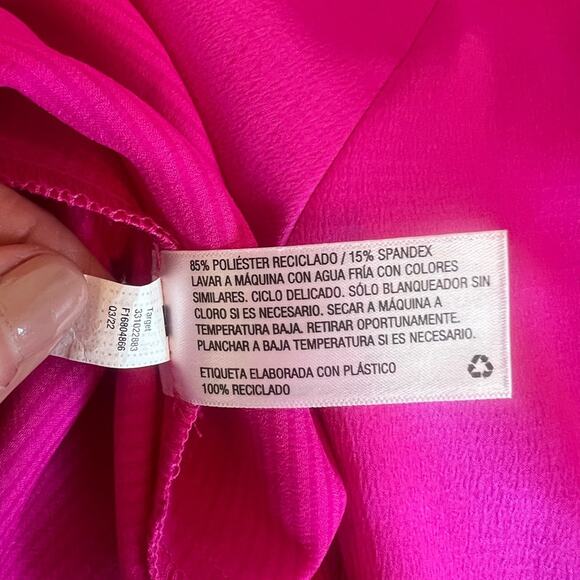 85% POLIÉSTER RECICLADO / 15% SPANDEX
LAVAR A MÁQUINA CON AGUA FRÍA CON COLORES
SIMILARES. CICLO DELICADO. SÓLO BLANQUEADOR SIN
CLORO SI ES NECESARIO. SECAR A MÁQUINA A
TEMPERATURA BAJA. RETIRAR OPORTUNAMENTE.
PLANCHAR A BAJA TEMPERATURA SI ES NECESARIO.
ETIQUETA ELABORADA CON PLÁSTICO
100% RECICLADO
Target
331022883
F16804866
03/22